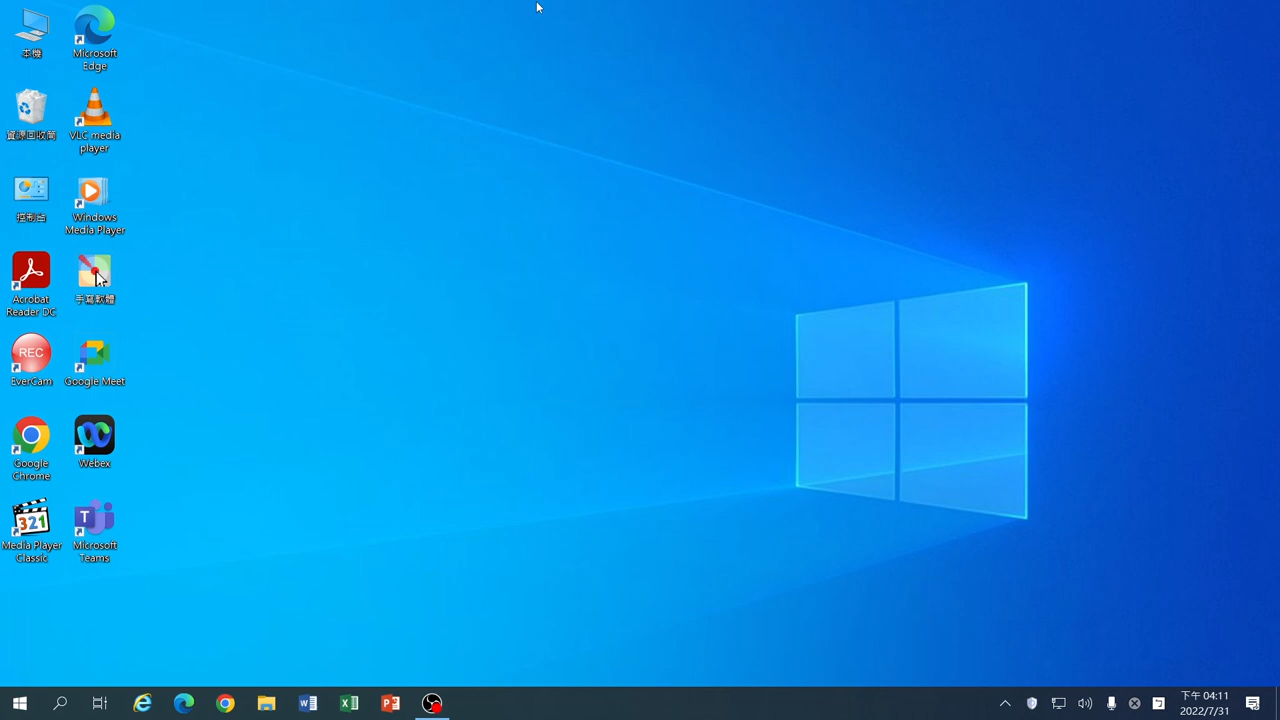 本機
Microsoft
Edge
資源回收筒
VLC media
player
控制台
Windows
Media Player
Acrobat
Reader DC
手寫軟體
REC
EverCam
Google Meet
Google
Chrome
Webex
321
Media Player
Classic
T
Microsoft
Teams
下午 04:11
2022/7/31